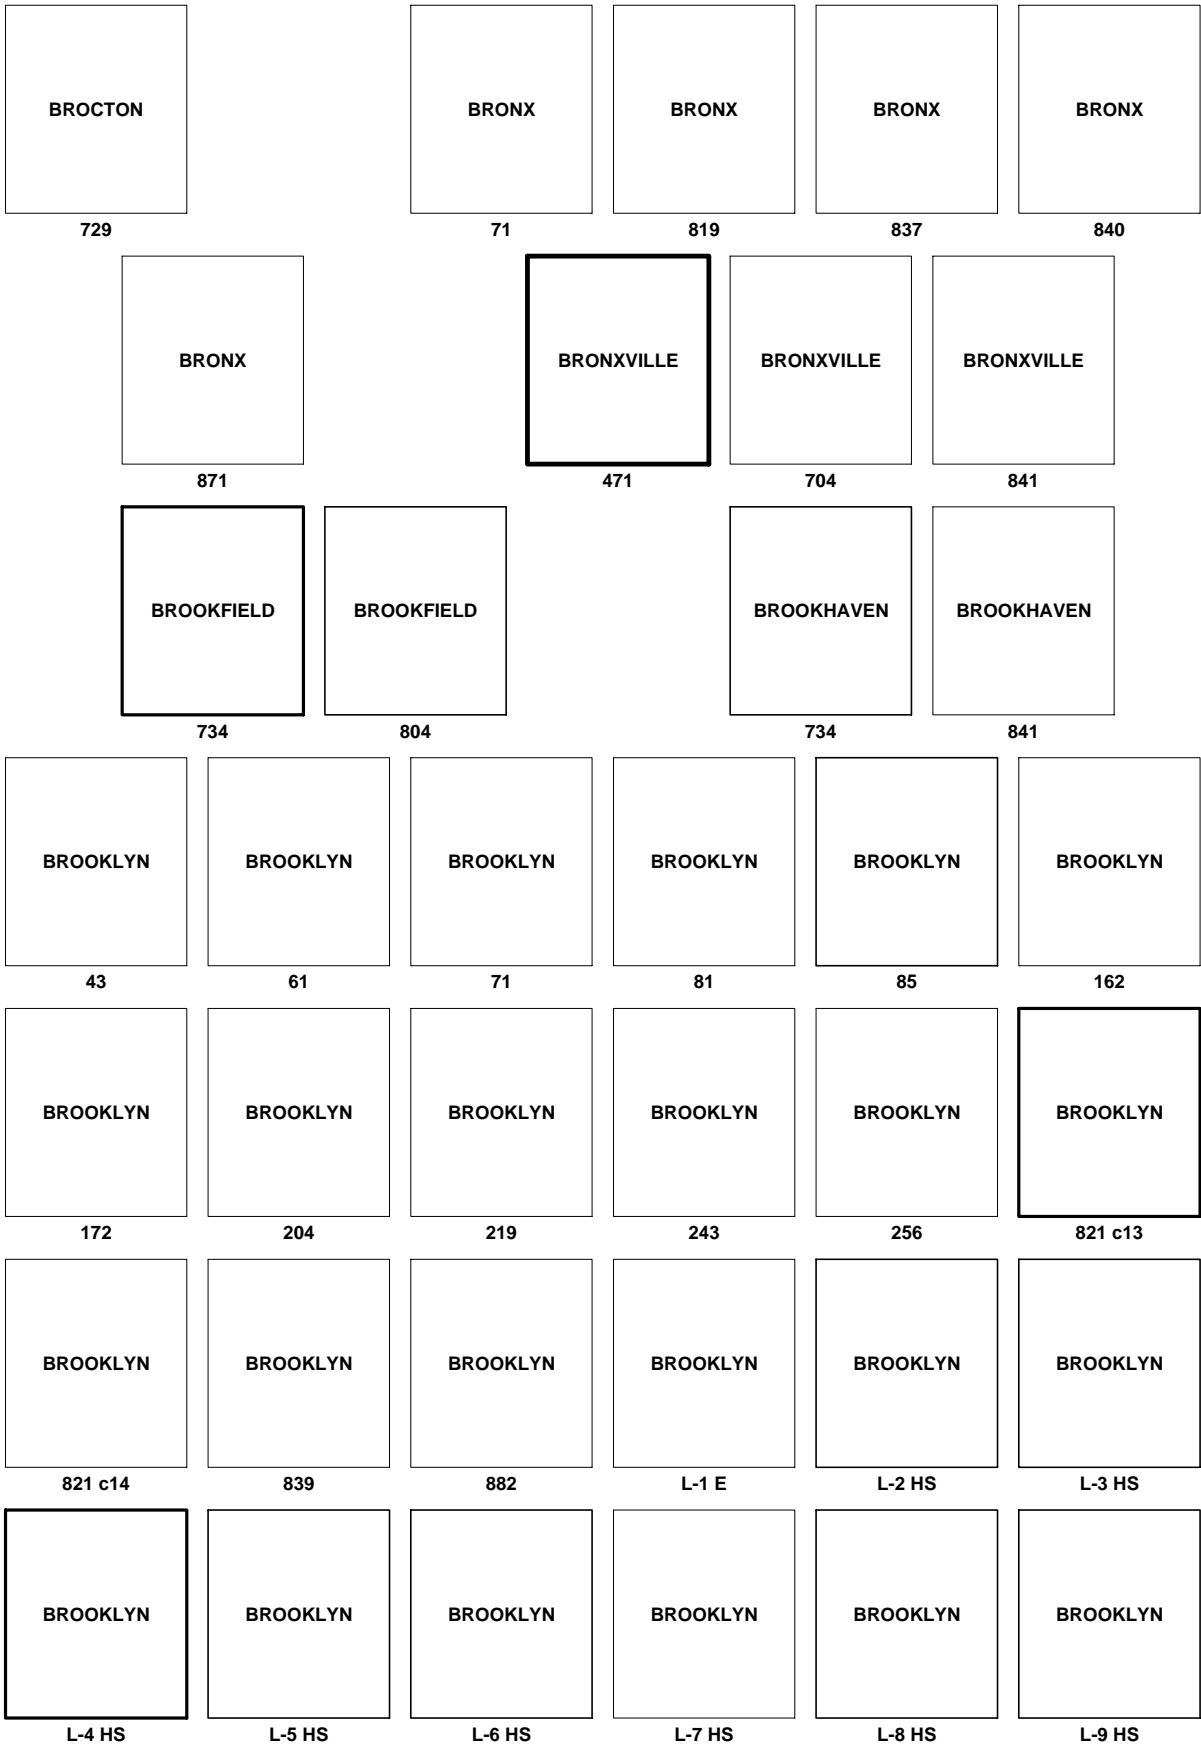 BROCTON BRONX BRONX BRONX BRONX
729 71 819 837 840
BRONX BRONXVILLE BRONXVILLE BRONXVILLE
871 471 704 841
BROOKFIELD BROOKFIELD BROOKHAVEN BROOKHAVEN
734 804 734 841
BROOKLYN BROOKLYN BROOKLYN BROOKLYN BROOKLYN BROOKLYN
43 61 71 81 85 162
BROOKLYN BROOKLYN BROOKLYN BROOKLYN BROOKLYN BROOKLYN
172 204 219 243 256 821 c13
BROOKLYN BROOKLYN BROOKLYN BROOKLYN BROOKLYN BROOKLYN
821 c14 839 882 L-1 E L-2 HS L-3 HS
BROOKLYN BROOKLYN BROOKLYN BROOKLYN BROOKLYN BROOKLYN
L-4 HS L-5 HS L-6 HS L-7 HS L-8 HS L-9 HS